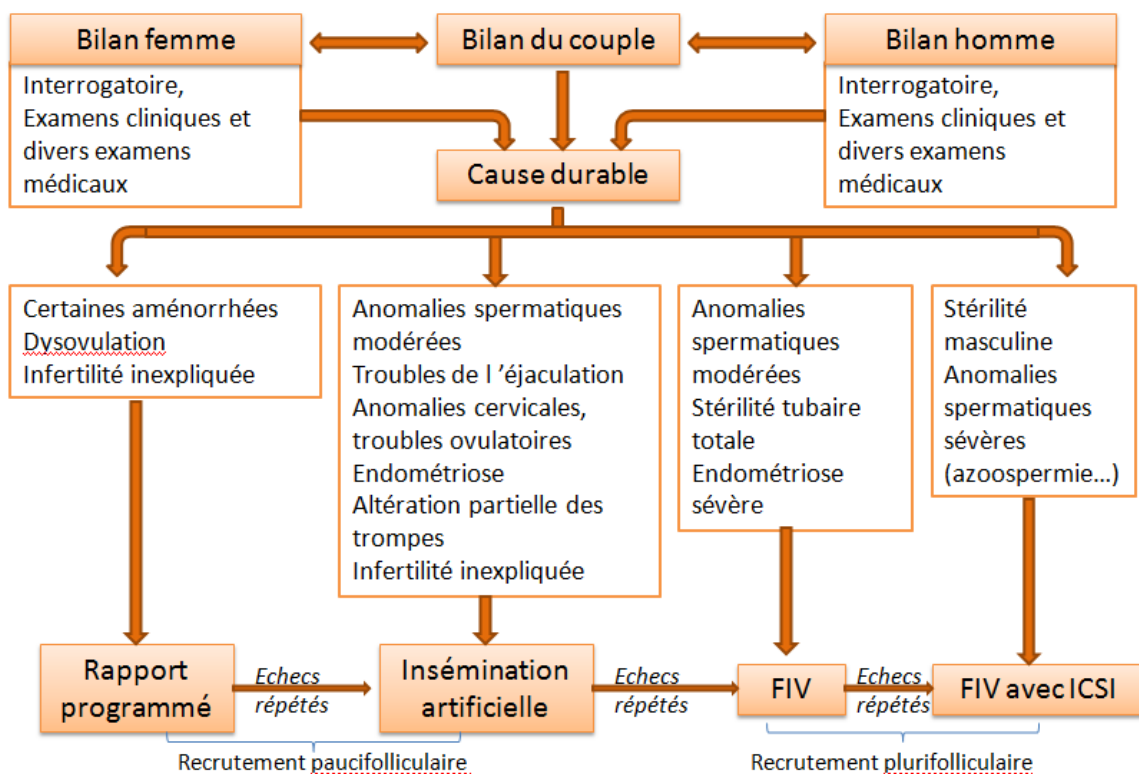 Bilan femme
Bilan du couple
Bilan homme
Interrogatoire,
Examens cliniques et
divers examens
médicaux
Interrogatoire,
Examens cliniques et
divers examens
médicaux
Cause durable
Certaines aménorrhées
Dysovulation
Infertilité inexpliquée
Anomalies spermatiques
modérées
Troubles de l ’éjaculation
Anomalies cervicales,
troubles ovulatoires
Endométriose
Altération partielle des
trompes
Infertilité inexpliquée
Anomalies
spermatiques
modérées
Stérilité tubaire
totale
Endométriose
sévère
Stérilité
masculine
Anomalies
spermatiques
sévères
(azoospermie...)
Rapport
programmé
Echecs
répétés
Insémination
artificielle
Echecs
répétés
FIV
Echecs
répétés
FIV avec ICSI
Recrutement paucifolliculaire
Recrutement plurifolliculaire